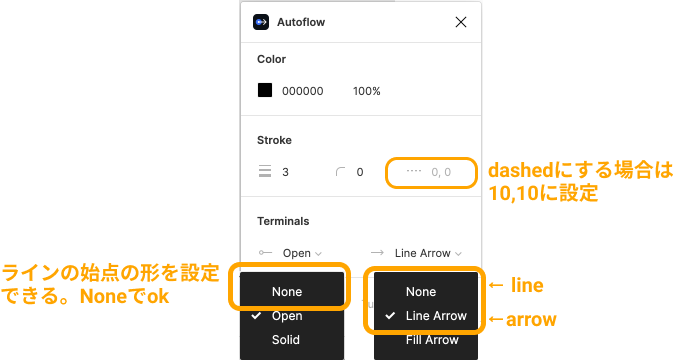 Autoflow
Color
000000 100%
Stroke
3 0 0, 0
dashedにする場合は
10,10に設定
Terminals
Open Line Arrow
ラインの始点の形を設定
できる。Noneでok
None
Open
Solid
None
Line Arrow
Fill Arrow
← line
←arrow